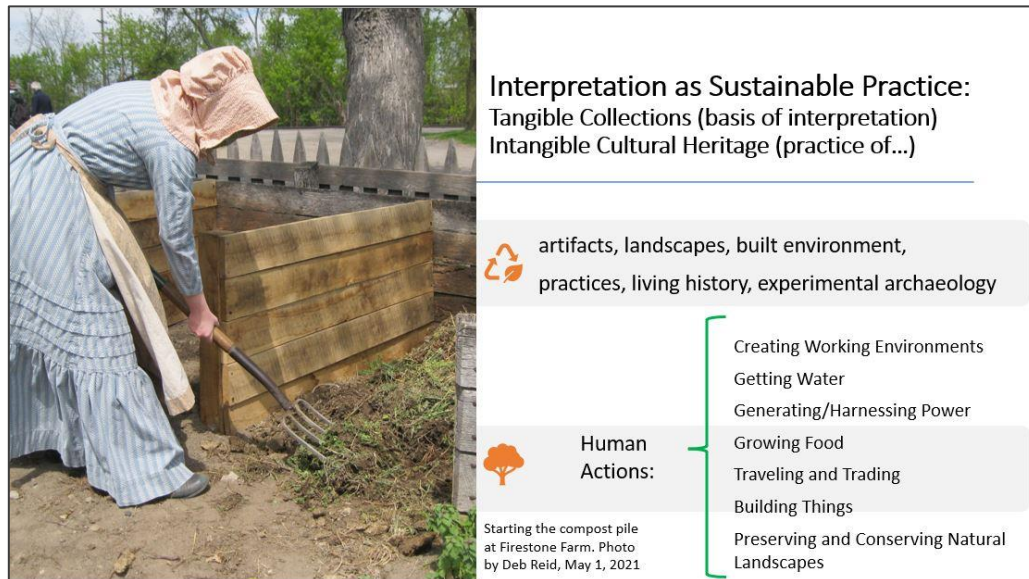 Interpretation as Sustainable Practice:
Tangible Collections (basis of interpretation)
Intangible Cultural Heritage (practice of...)
artifacts, landscapes, built environment,
practices, living history, experimental archaeology
Human
Actions:
Creating Working Environments
Getting Water
Generating/Harnessing Power
Growing Food
Traveling and Trading
Building Things
Preserving and Conserving Natural
Landscapes
Starting the compost pile
at Firestone Farm. Photo
by Deb Reid, May 1, 2021